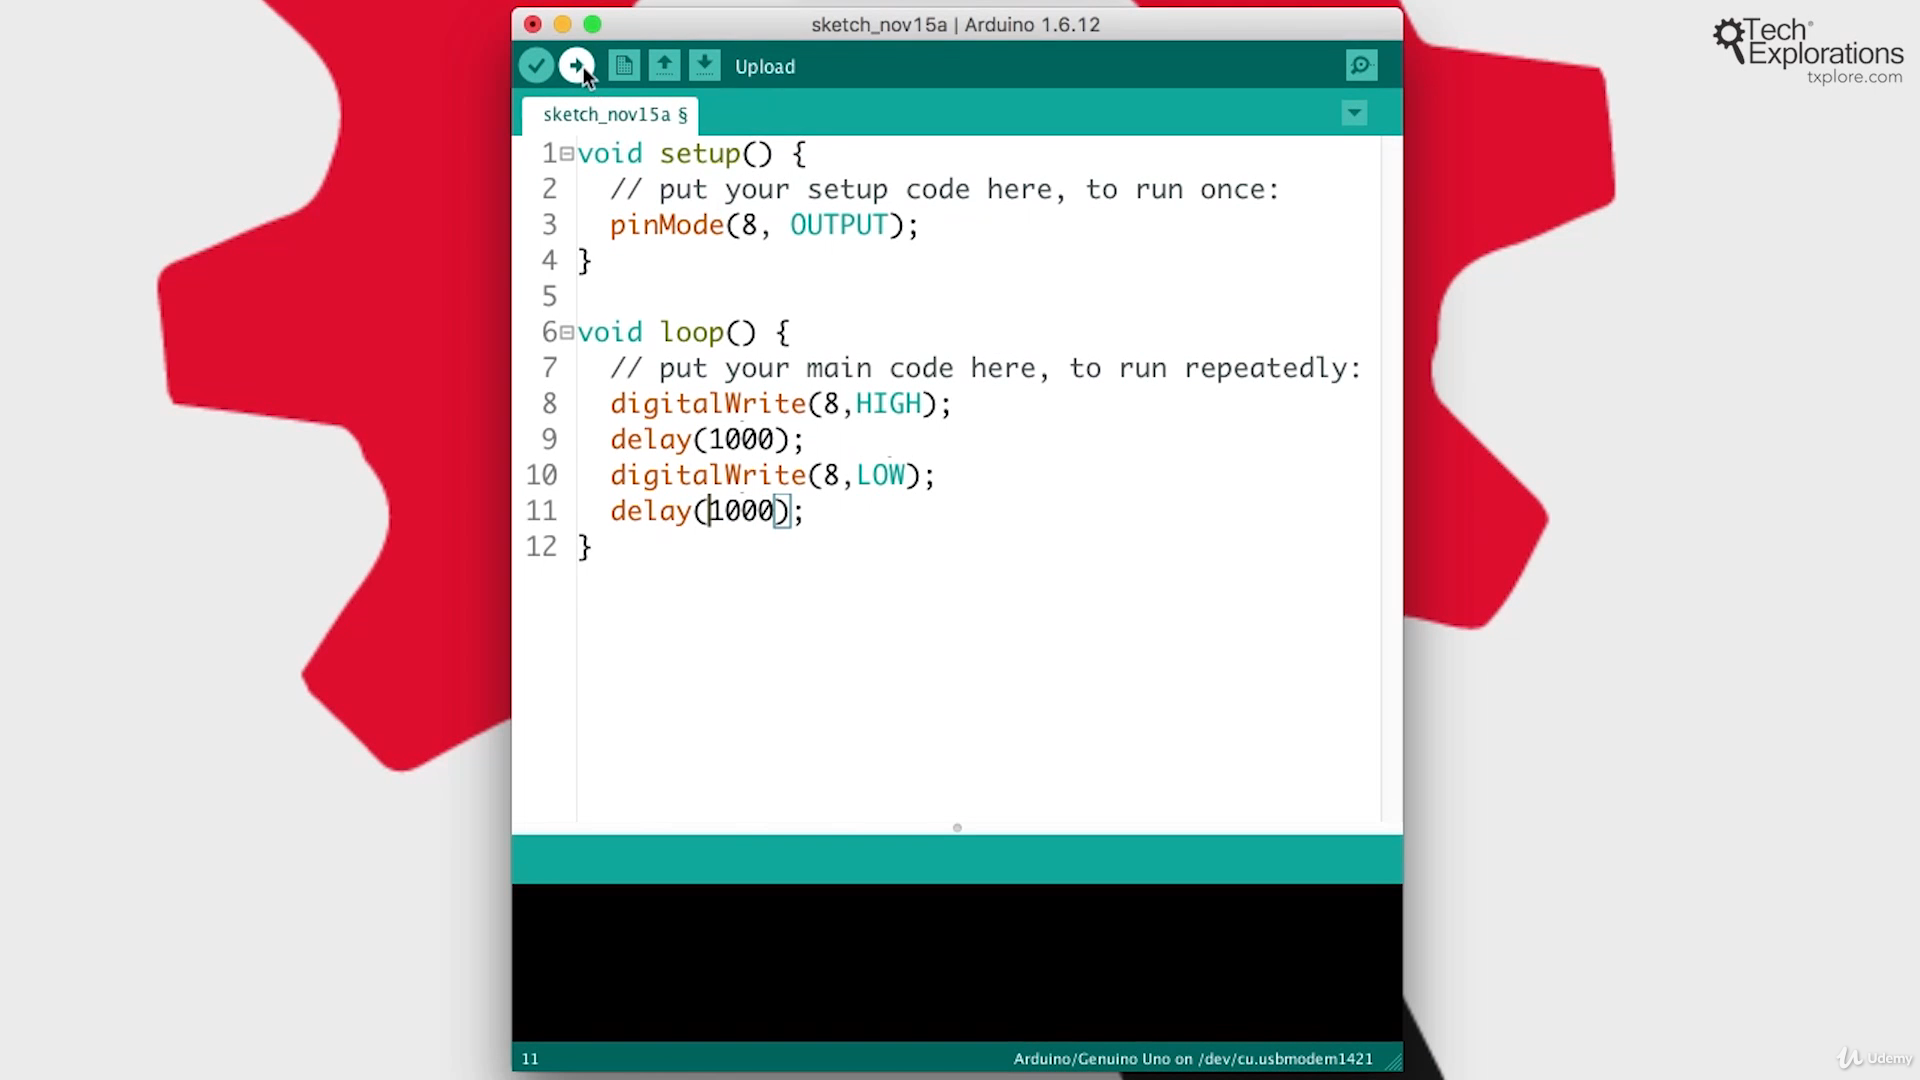 sketch_nov15a | Arduino 1.6.12
Tech
Explorations
txplore.com
Upload
sketch_nov15a §
1 void setup() {
2 // put your setup code here, to run once:
3 pinMode(8, OUTPUT);
4 }
5
6 void loop() {
7 // put your main code here, to run repeatedly:
8 digitalWrite(8,HIGH);
9 delay(1000);
10 digitalWrite(8,LOW);
11 delay(1000);
12 }
11 Arduino/Genuino Uno on /dev/cu.usbmodem1421
Udemy